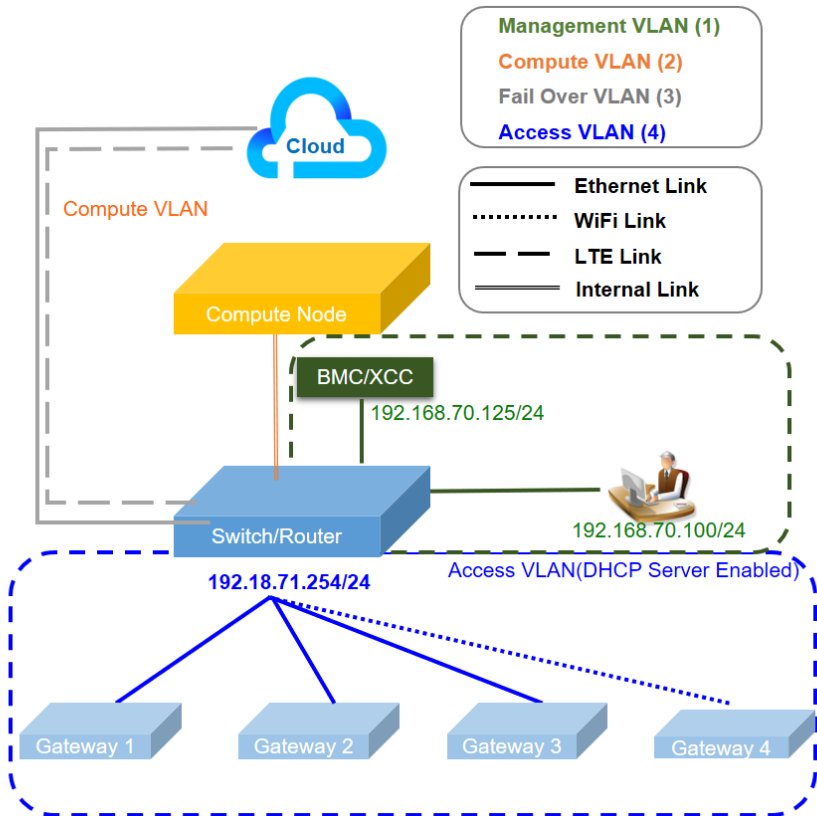 Management VLAN (1)
Compute VLAN (2)
Fail Over VLAN (3)
Access VLAN (4)
Ethernet Link
WiFi Link
LTE Link
Internal Link
Cloud
Compute VLAN
Compute Node
BMC/XCC
192.168.70.125/24
Switch/Router
192.168.70.100/24
Access VLAN(DHCP Server Enabled)
192.18.71.254/24
Gateway 1
Gateway 2
Gateway 3
Gateway 4